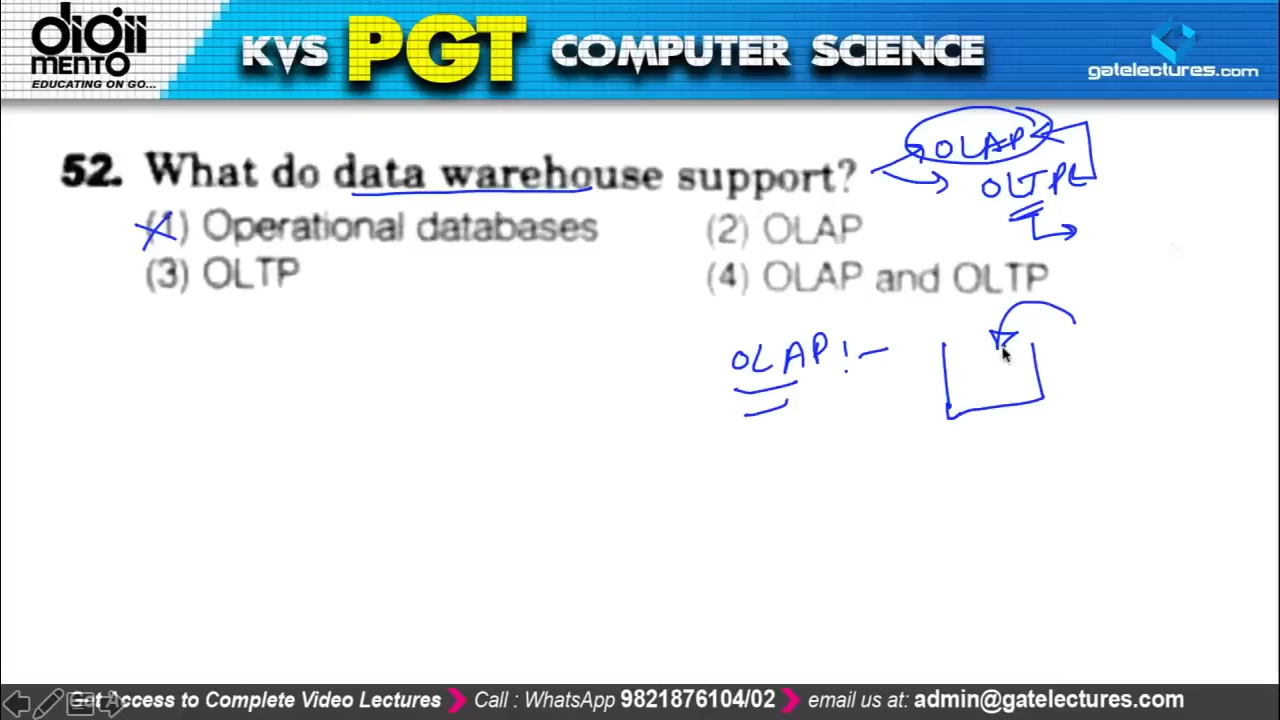 digii
MENTO
EDUCATING ON GO...
KVS PGT COMPUTER SCIENCE
gatelectures.com
52. What do data warehouse support?
(1) Operational databases
(2) OLAP
(3) OLTP
(4) OLAP and OLTP
OLAP
OLTP
OLAP :-
Get Access to Complete Video Lectures
Call : WhatsApp 9821876104/02
email us at: admin@gatelectures.com